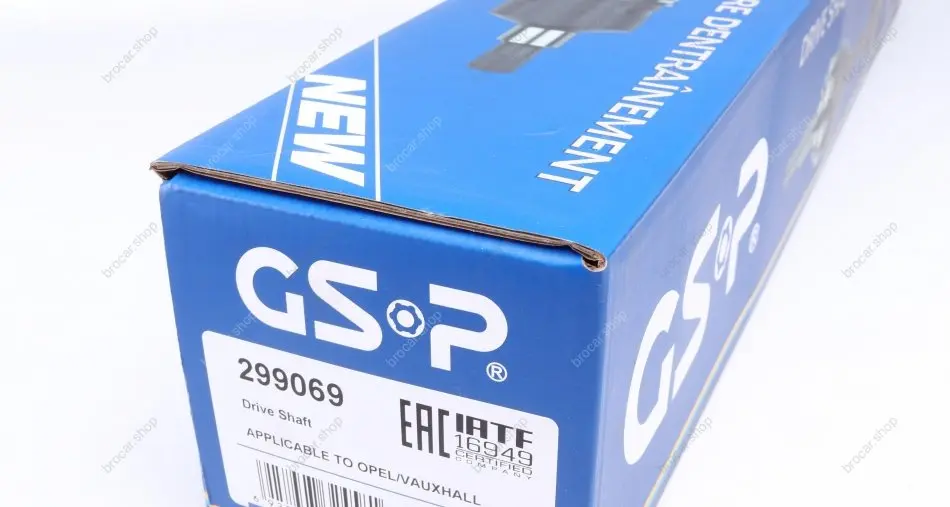 NEW
RE DENTRAÎNEMENT
GSP®
GSP®
299069
Drive Shaft
APPLICABLE TO OPEL/VAUXHALL
EAC
IATF
16949
CERTIFIED
COMPANY
brocar.shop